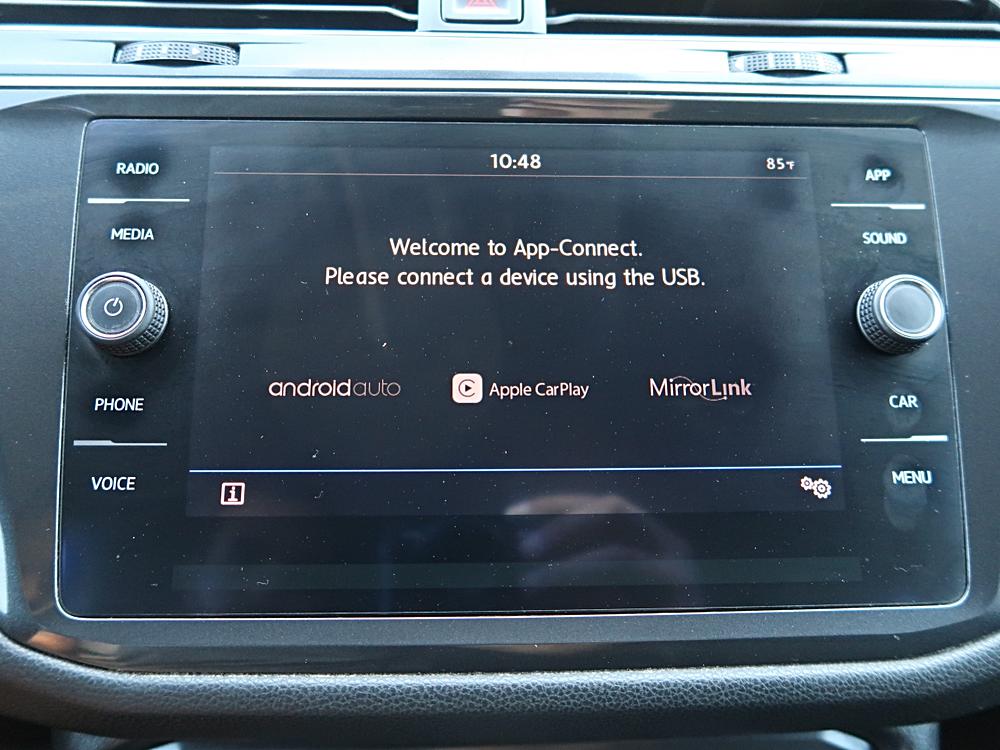 10:48
85°F
RADIO
APP
MEDIA
SOUND
Welcome to App-Connect.
Please connect a device using the USB.
androidauto
Apple CarPlay
MirrorLink
PHONE
CAR
VOICE
MENU